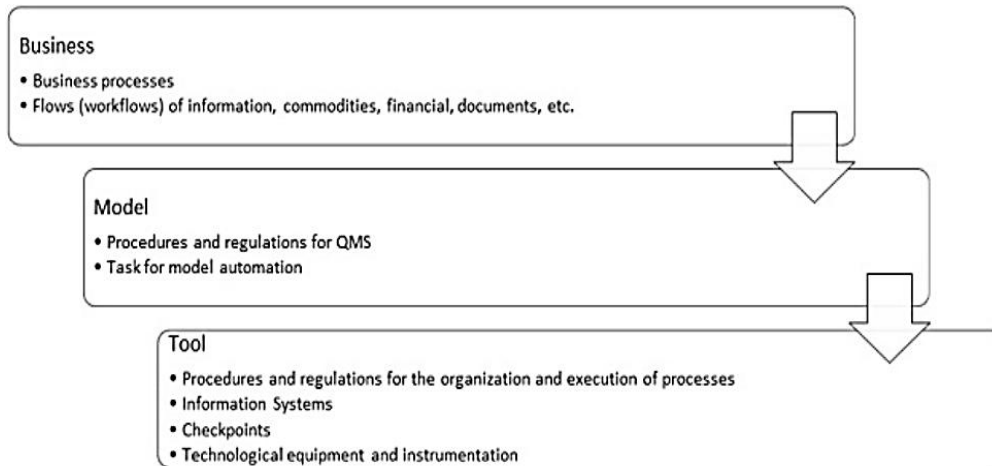 Business
• Business processes
• Flows (workflows) of information, commodities, financial, documents, etc.
Model
• Procedures and regulations for QMS
• Task for model automation
Tool
• Procedures and regulations for the organization and execution of processes
• Information Systems
• Checkpoints
• Technological equipment and instrumentation